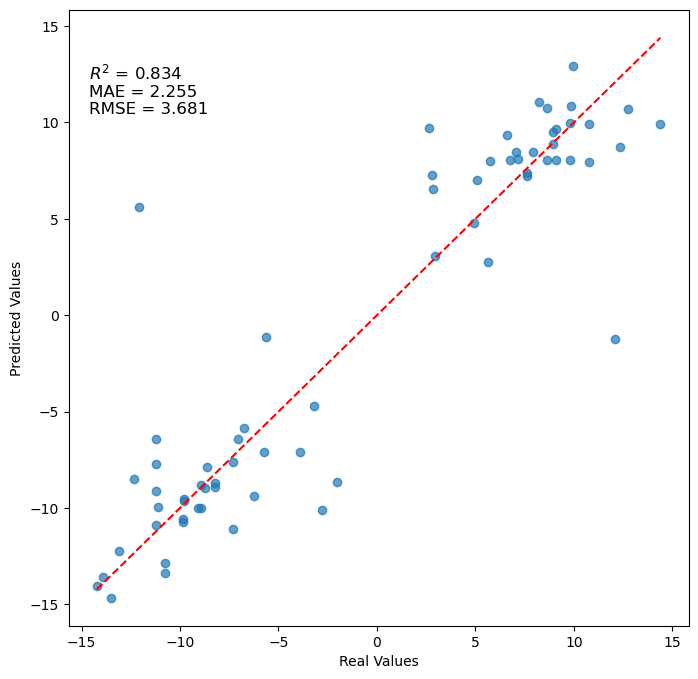 R² = 0.834
MAE = 2.255
RMSE = 3.681
15
10
5
0
−5
−10
−15
Predicted Values
−15 −10 −5 0 5 10 15
Real Values